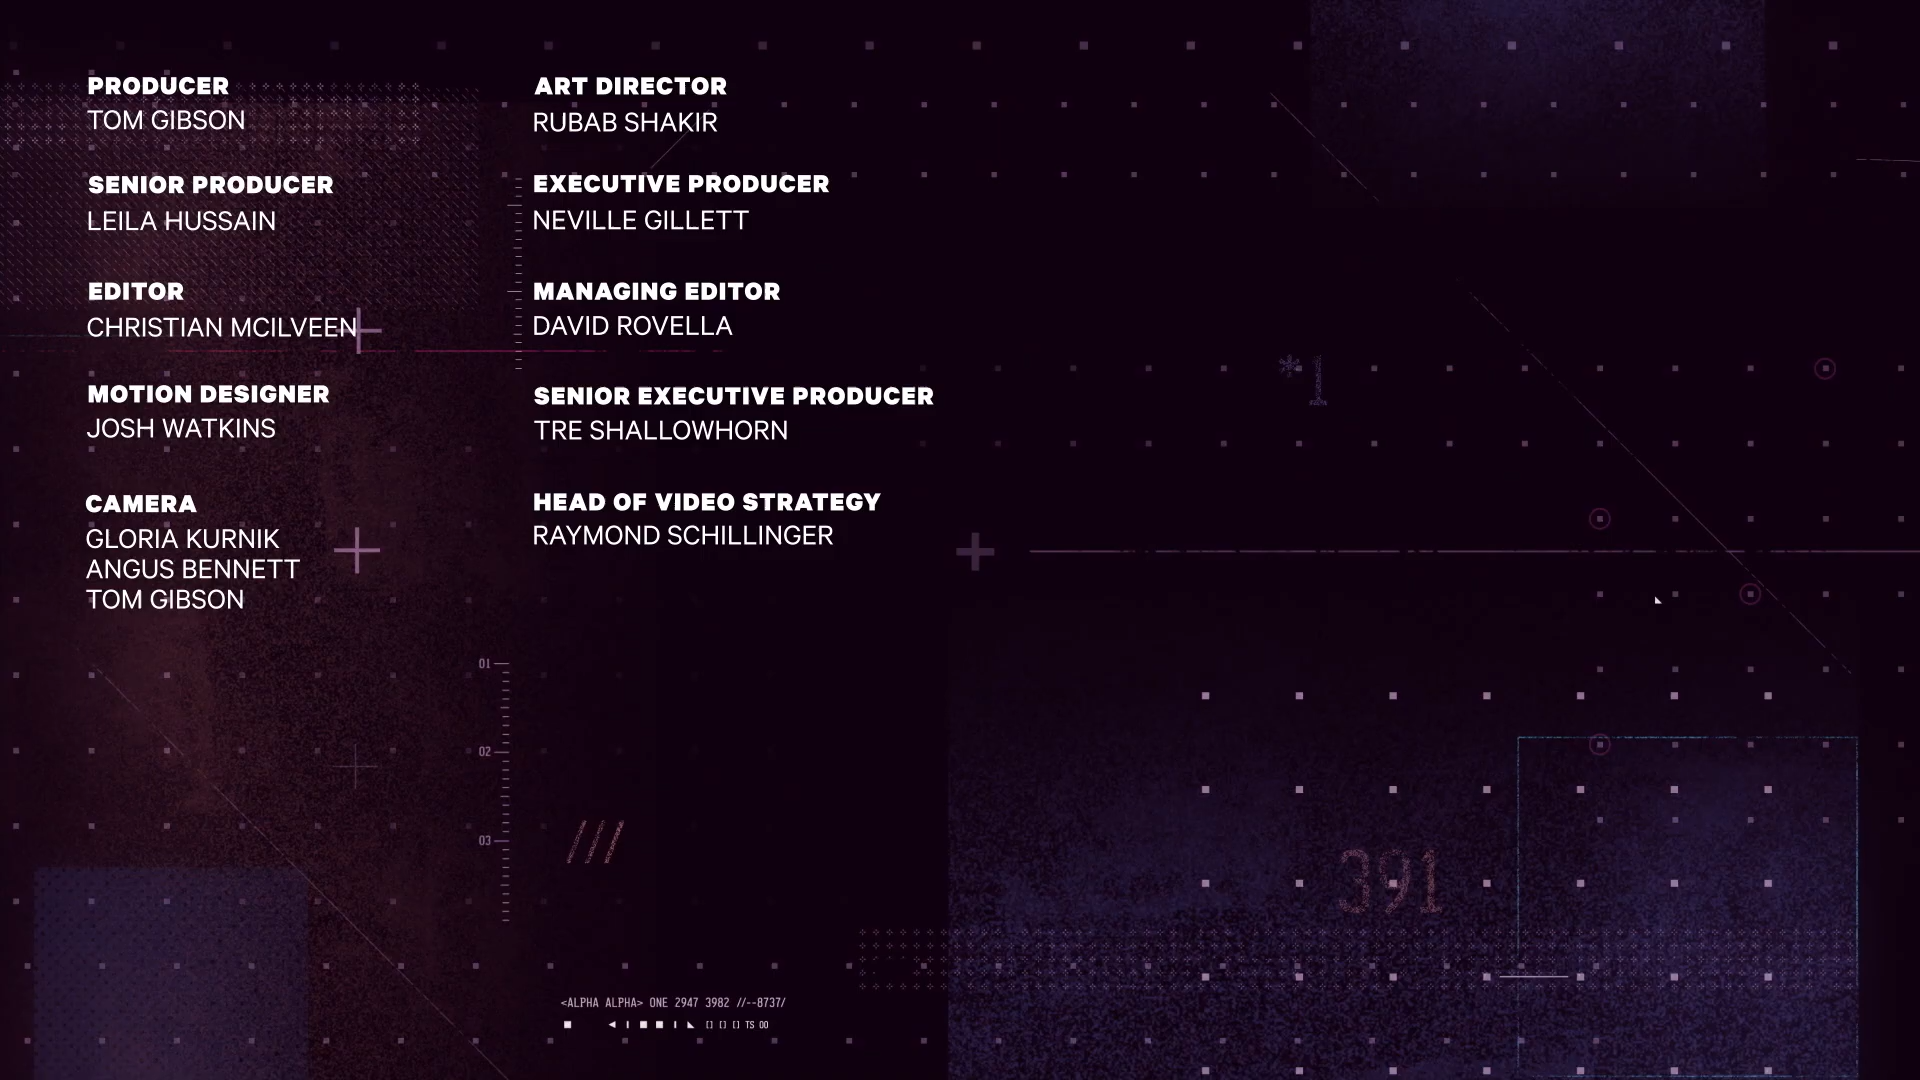 PRODUCER
TOM GIBSON
SENIOR PRODUCER
LEILA HUSSAIN
EDITOR
CHRISTIAN MCILVEEN
MOTION DESIGNER
JOSH WATKINS
CAMERA
GLORIA KURNIK
ANGUS BENNETT
TOM GIBSON
ART DIRECTOR
RUBAB SHAKIR
EXECUTIVE PRODUCER
NEVILLE GILLETT
MANAGING EDITOR
DAVID ROVELLA
SENIOR EXECUTIVE PRODUCER
TRE SHALLOWHORN
HEAD OF VIDEO STRATEGY
RAYMOND SCHILLINGER
*1
01
02
03
///
391
<ALPHA ALPHA> ONE 2947 3982 //--8737/
[] [] [] TS 00